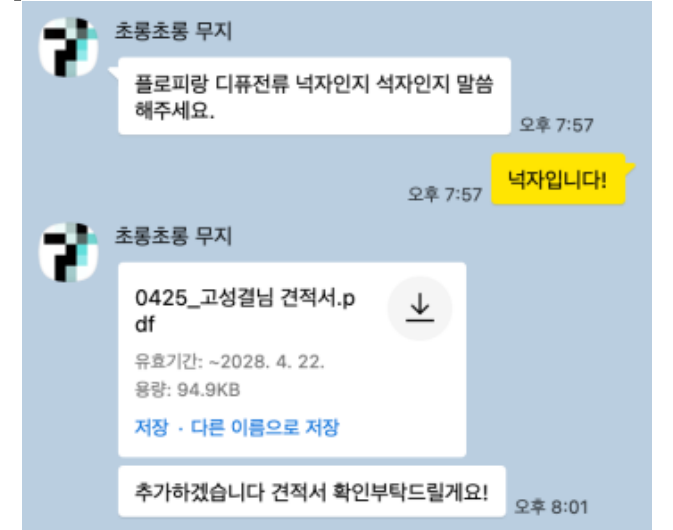 초롱초롱 무지
플로피랑 디퓨전류 넉자인지 석자인지 말씀
해주세요.
오후 7:57
넉자입니다!
오후 7:57
초롱초롱 무지
0425_고성결님 견적서.p
df
유효기간: ~2028. 4. 22.
용량: 94.9KB
저장 · 다른 이름으로 저장
추가하겠습니다 견적서 확인부탁드릴게요!
오후 8:01